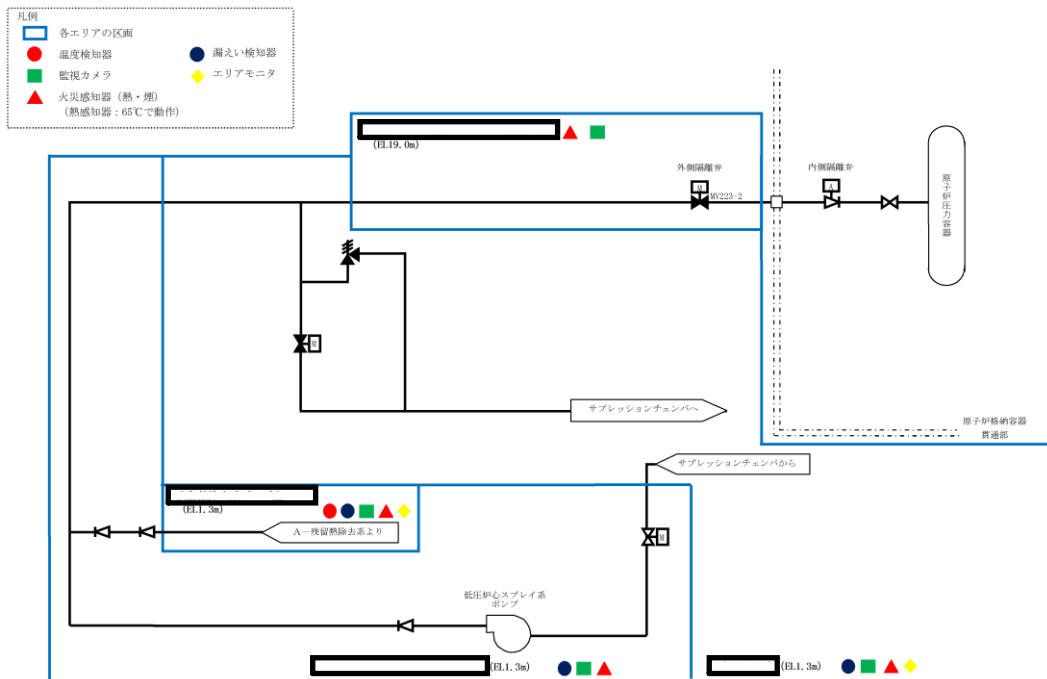 凡例
各エリアの区画
温度検知器
漏えい検知器
監視カメラ
エリアモニタ
火災感知器（熱・煙）
（熱感知器：65℃で動作）
(EL19.0m)
外側隔離弁
内側隔離弁
M
MV223-2
A
原子炉圧力容器
M
サプレッションチェンバへ
原子炉格納容器
貫通部
サプレッションチェンバから
(EL1.3m)
A－残留熱除去系より
M
低圧炉心スプレイ系
ポンプ
(EL1.3m)
(EL1.3m)